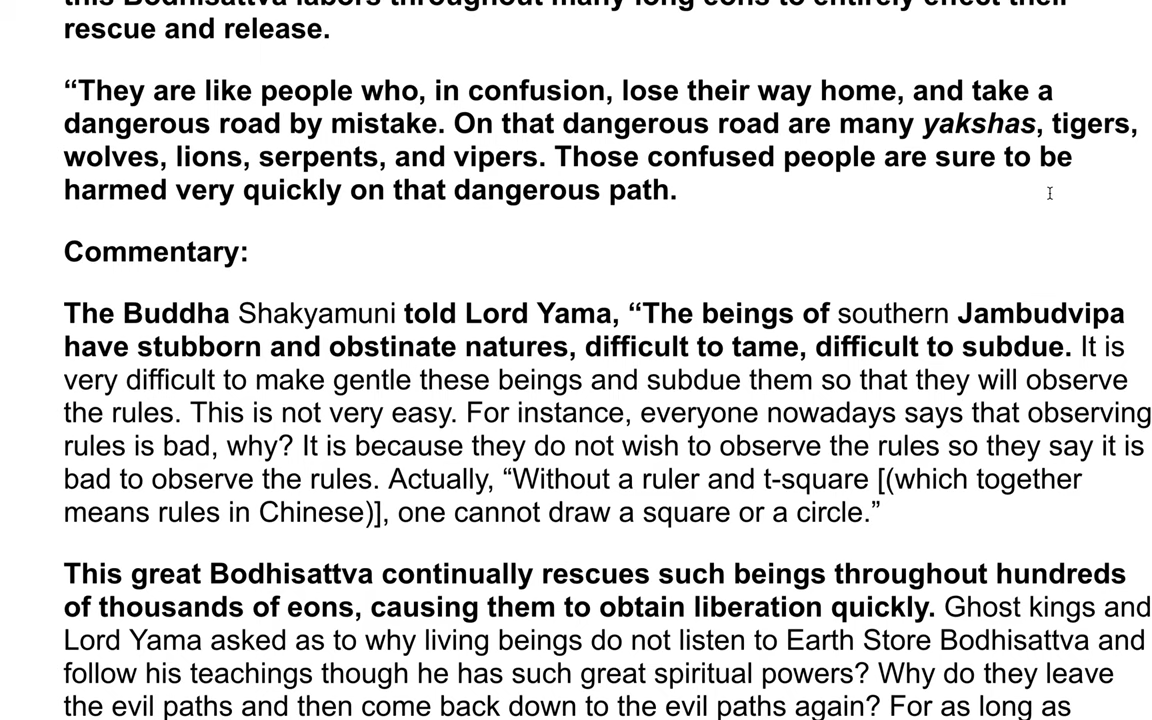 this Bodhisattva labors throughout many long eons to entirely effect their
rescue and release.
“They are like people who, in confusion, lose their way home, and take a
dangerous road by mistake. On that dangerous road are many yakshas, tigers,
wolves, lions, serpents, and vipers. Those confused people are sure to be
harmed very quickly on that dangerous path.
Commentary:
The Buddha Shakyamuni told Lord Yama, “The beings of southern Jambudvipa
have stubborn and obstinate natures, difficult to tame, difficult to subdue. It is
very difficult to make gentle these beings and subdue them so that they will observe
the rules. This is not very easy. For instance, everyone nowadays says that observing
rules is bad, why? It is because they do not wish to observe the rules so they say it is
bad to observe the rules. Actually, “Without a ruler and t-square [(which together
means rules in Chinese)], one cannot draw a square or a circle.”
This great Bodhisattva continually rescues such beings throughout hundreds
of thousands of eons, causing them to obtain liberation quickly. Ghost kings and
Lord Yama asked as to why living beings do not listen to Earth Store Bodhisattva and
follow his teachings though he has such great spiritual powers? Why do they leave
the evil paths and then come back down to the evil paths again? For as long as